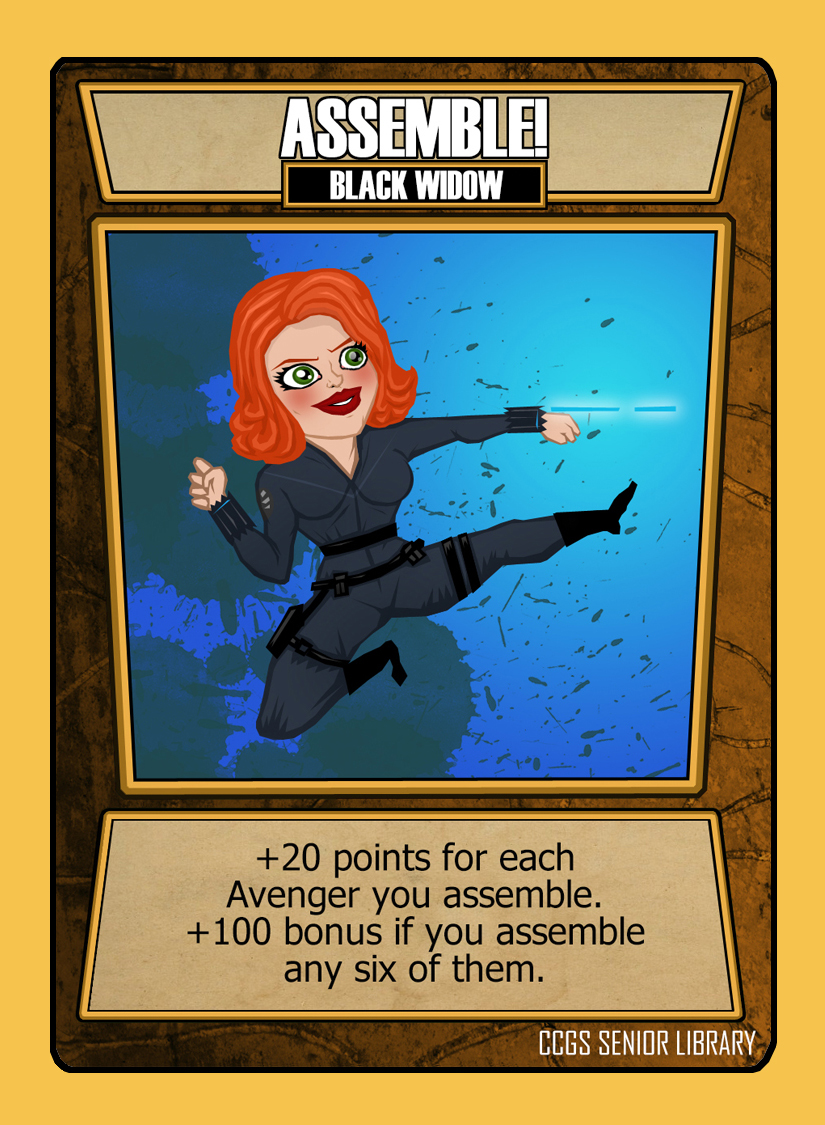 ASSEMBLE!
BLACK WIDOW
+20 points for each
Avenger you assemble.
+100 bonus if you assemble
any six of them.
CCGS SENIOR LIBRARY